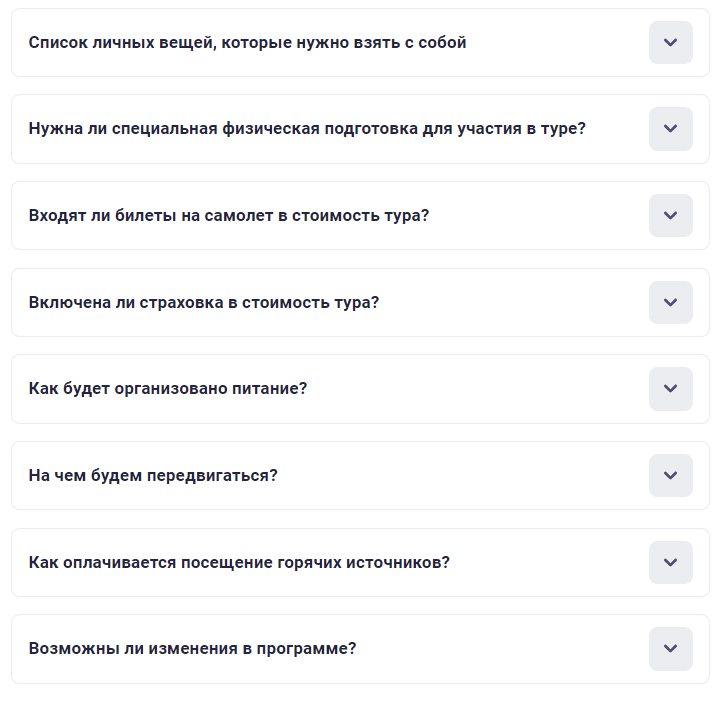 Список личных вещей, которые нужно взять с собой
Нужна ли специальная физическая подготовка для участия в туре?
Входят ли билеты на самолет в стоимость тура?
Включена ли страховка в стоимость тура?
Как будет организовано питание?
На чем будем передвигаться?
Как оплачивается посещение горячих источников?
Возможны ли изменения в программе?